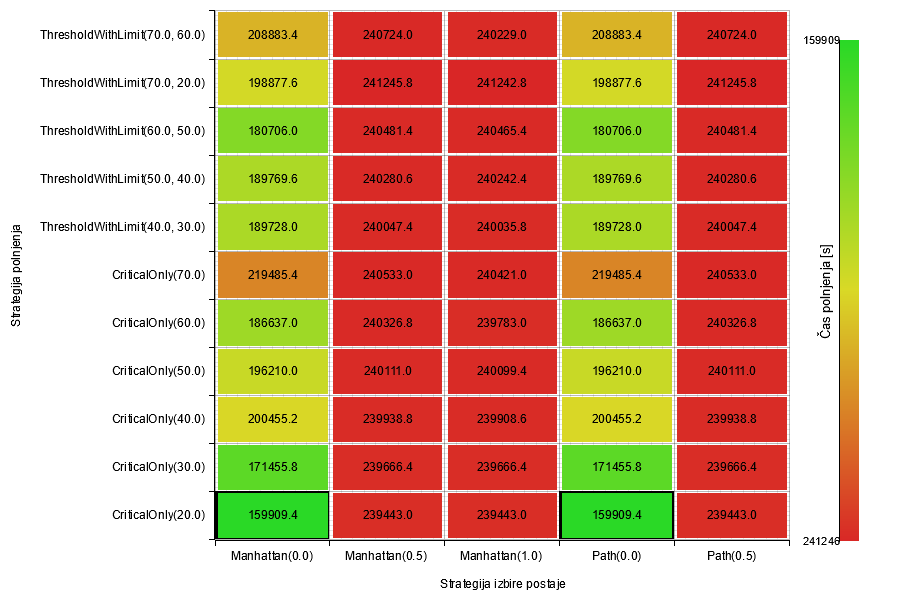 ThresholdWithLimit(70.0, 60.0) 208883.4 240724.0 240229.0 208883.4 240724.0
159909
ThresholdWithLimit(70.0, 20.0) 198877.6 241245.8 241242.8 198877.6 241245.8
ThresholdWithLimit(60.0, 50.0) 180706.0 240481.4 240465.4 180706.0 240481.4
ThresholdWithLimit(50.0, 40.0) 189769.6 240280.6 240242.4 189769.6 240280.6
ThresholdWithLimit(40.0, 30.0) 189728.0 240047.4 240035.8 189728.0 240047.4
CriticalOnly(70.0) 219485.4 240533.0 240421.0 219485.4 240533.0
CriticalOnly(60.0) 186637.0 240326.8 239783.0 186637.0 240326.8
CriticalOnly(50.0) 196210.0 240111.0 240099.4 196210.0 240111.0
CriticalOnly(40.0) 200455.2 239938.8 239908.6 200455.2 239938.8
CriticalOnly(30.0) 171455.8 239666.4 239666.4 171455.8 239666.4
CriticalOnly(20.0) 159909.4 239443.0 239443.0 159909.4 239443.0
241246
Manhattan(0.0) Manhattan(0.5) Manhattan(1.0) Path(0.0) Path(0.5)
Strategija izbire postaje
Strategija polnjenja
Čas polnjenja [s]